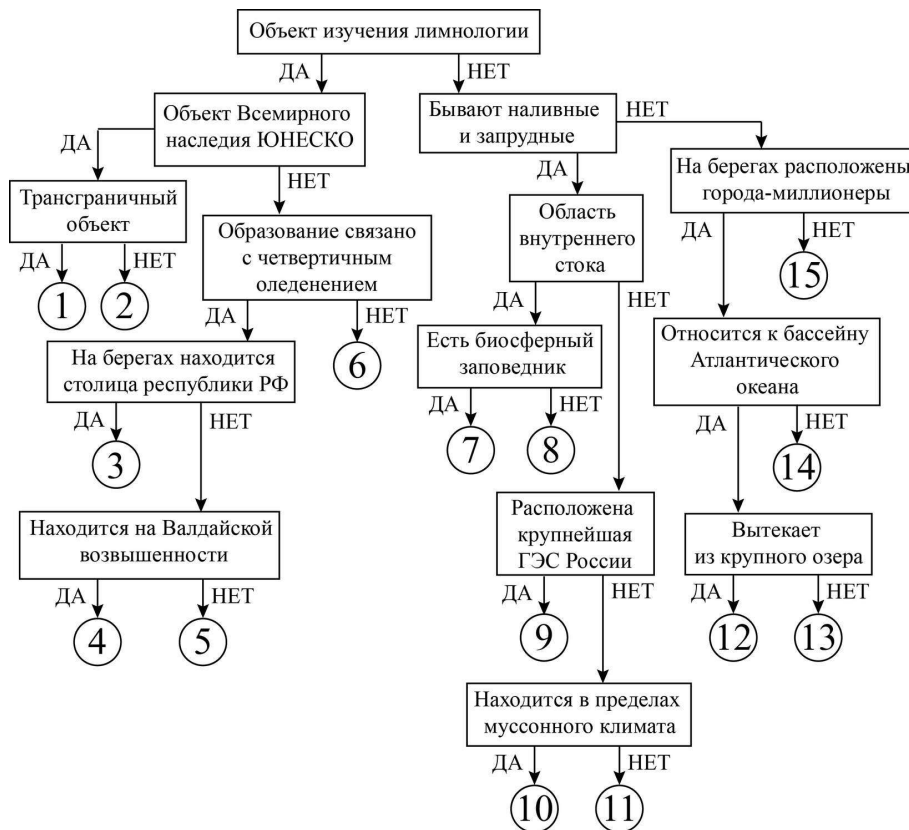 Объект изучения лимнологии
ДА
НЕТ
Объект Всемирного
наследия ЮНЕСКО
Бывают наливные
и запрудные
НЕТ
ДА
НЕТ
ДА
На берегах расположены
города-миллионеры
Трансграничный
объект
Образование связано
с четвертичным
оледенением
Область
внутреннего
стока
ДА
НЕТ
ДА
НЕТ
1
2
15
ДА
НЕТ
ДА
НЕТ
На берегах находится
столица республики РФ
6
Есть биосферный
заповедник
Относится к бассейну
Атлантического
океана
ДА
НЕТ
ДА
НЕТ
ДА
НЕТ
3
7
8
14
Находится на Валдайской
возвышенности
Расположена
крупнейшая
ГЭС России
Вытекает
из крупного озера
ДА
НЕТ
ДА
НЕТ
ДА
НЕТ
4
5
9
12
13
Находится в пределах
муссонного климата
ДА
НЕТ
10
11